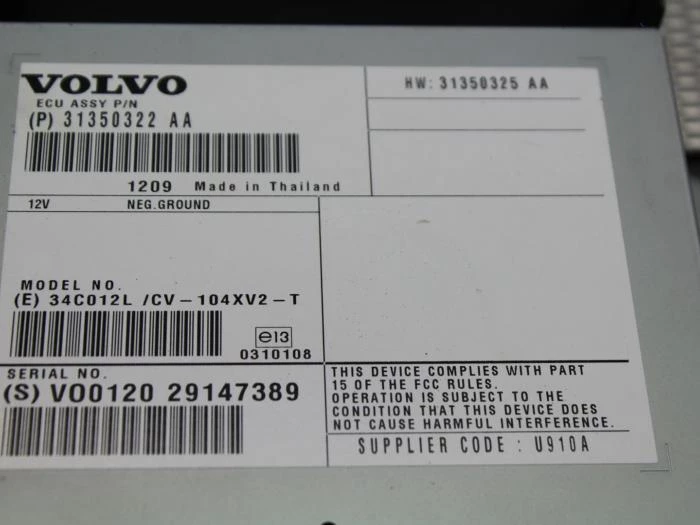 VOLVO
ECU ASSY P/N
(P) 31350322 AA
HW: 31350325 AA
1209 Made in Thailand
12V NEG.GROUND
MODEL NO.
(E) 34C012L /CV-104XV2-T
e13
0310108
SERIAL NO.
(S) VO0120 29147389
THIS DEVICE COMPLIES WITH PART
15 OF THE FCC RULES.
OPERATION IS SUBJECT TO THE
CONDITION THAT THIS DEVICE DOES
NOT CAUSE HARMFUL INTERFERENCE.
SUPPLIER CODE : U910A